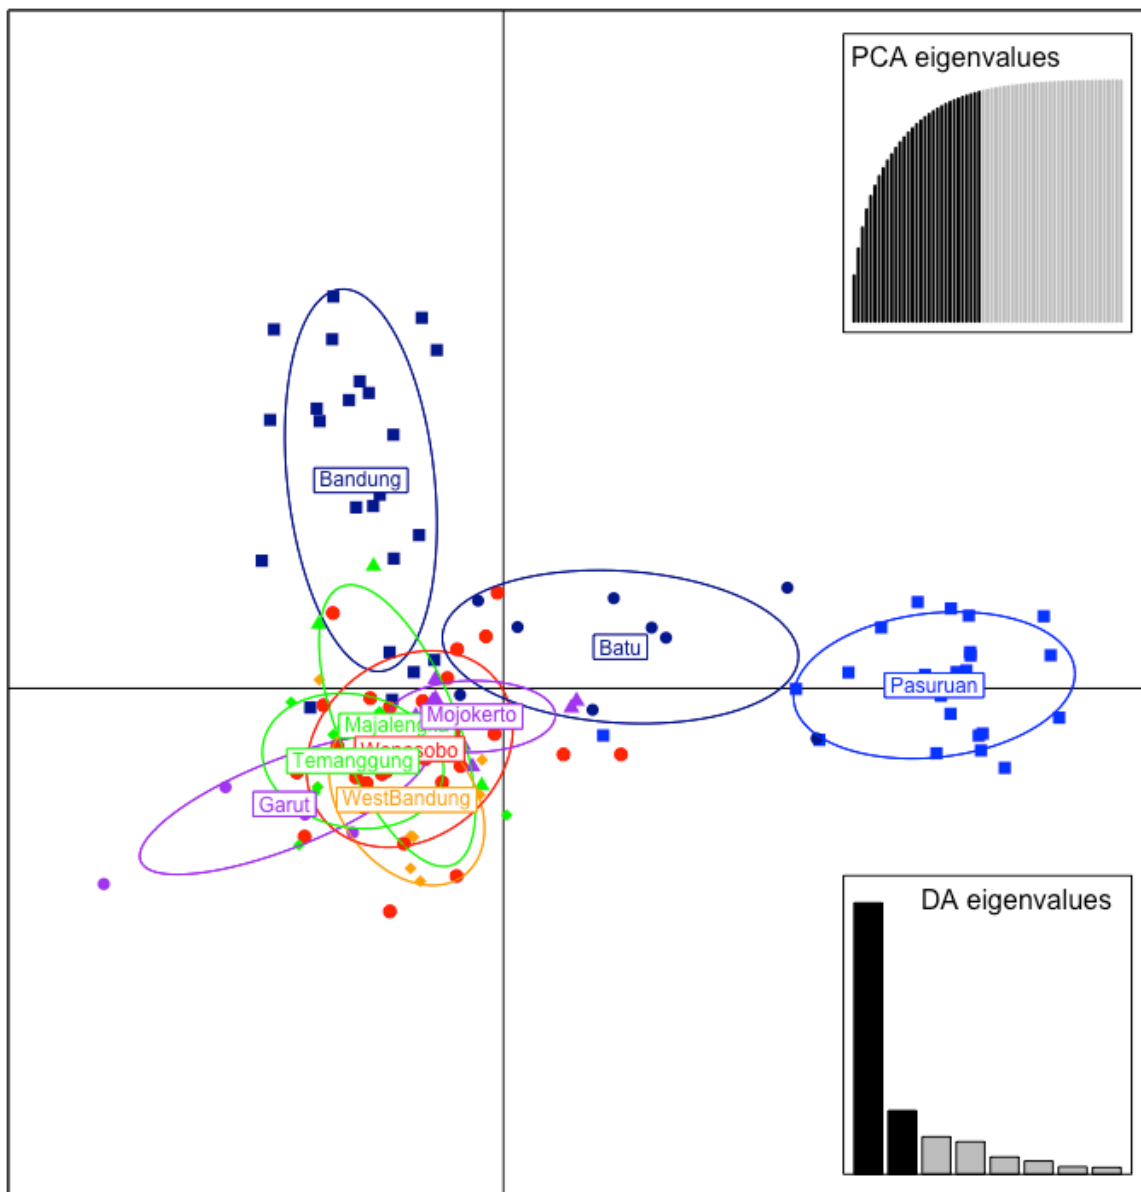 PCA eigenvalues
Bandung
Batu
Pasuruan
Mojokerto
Temanggung
WestBandung
Garut
DA eigenvalues